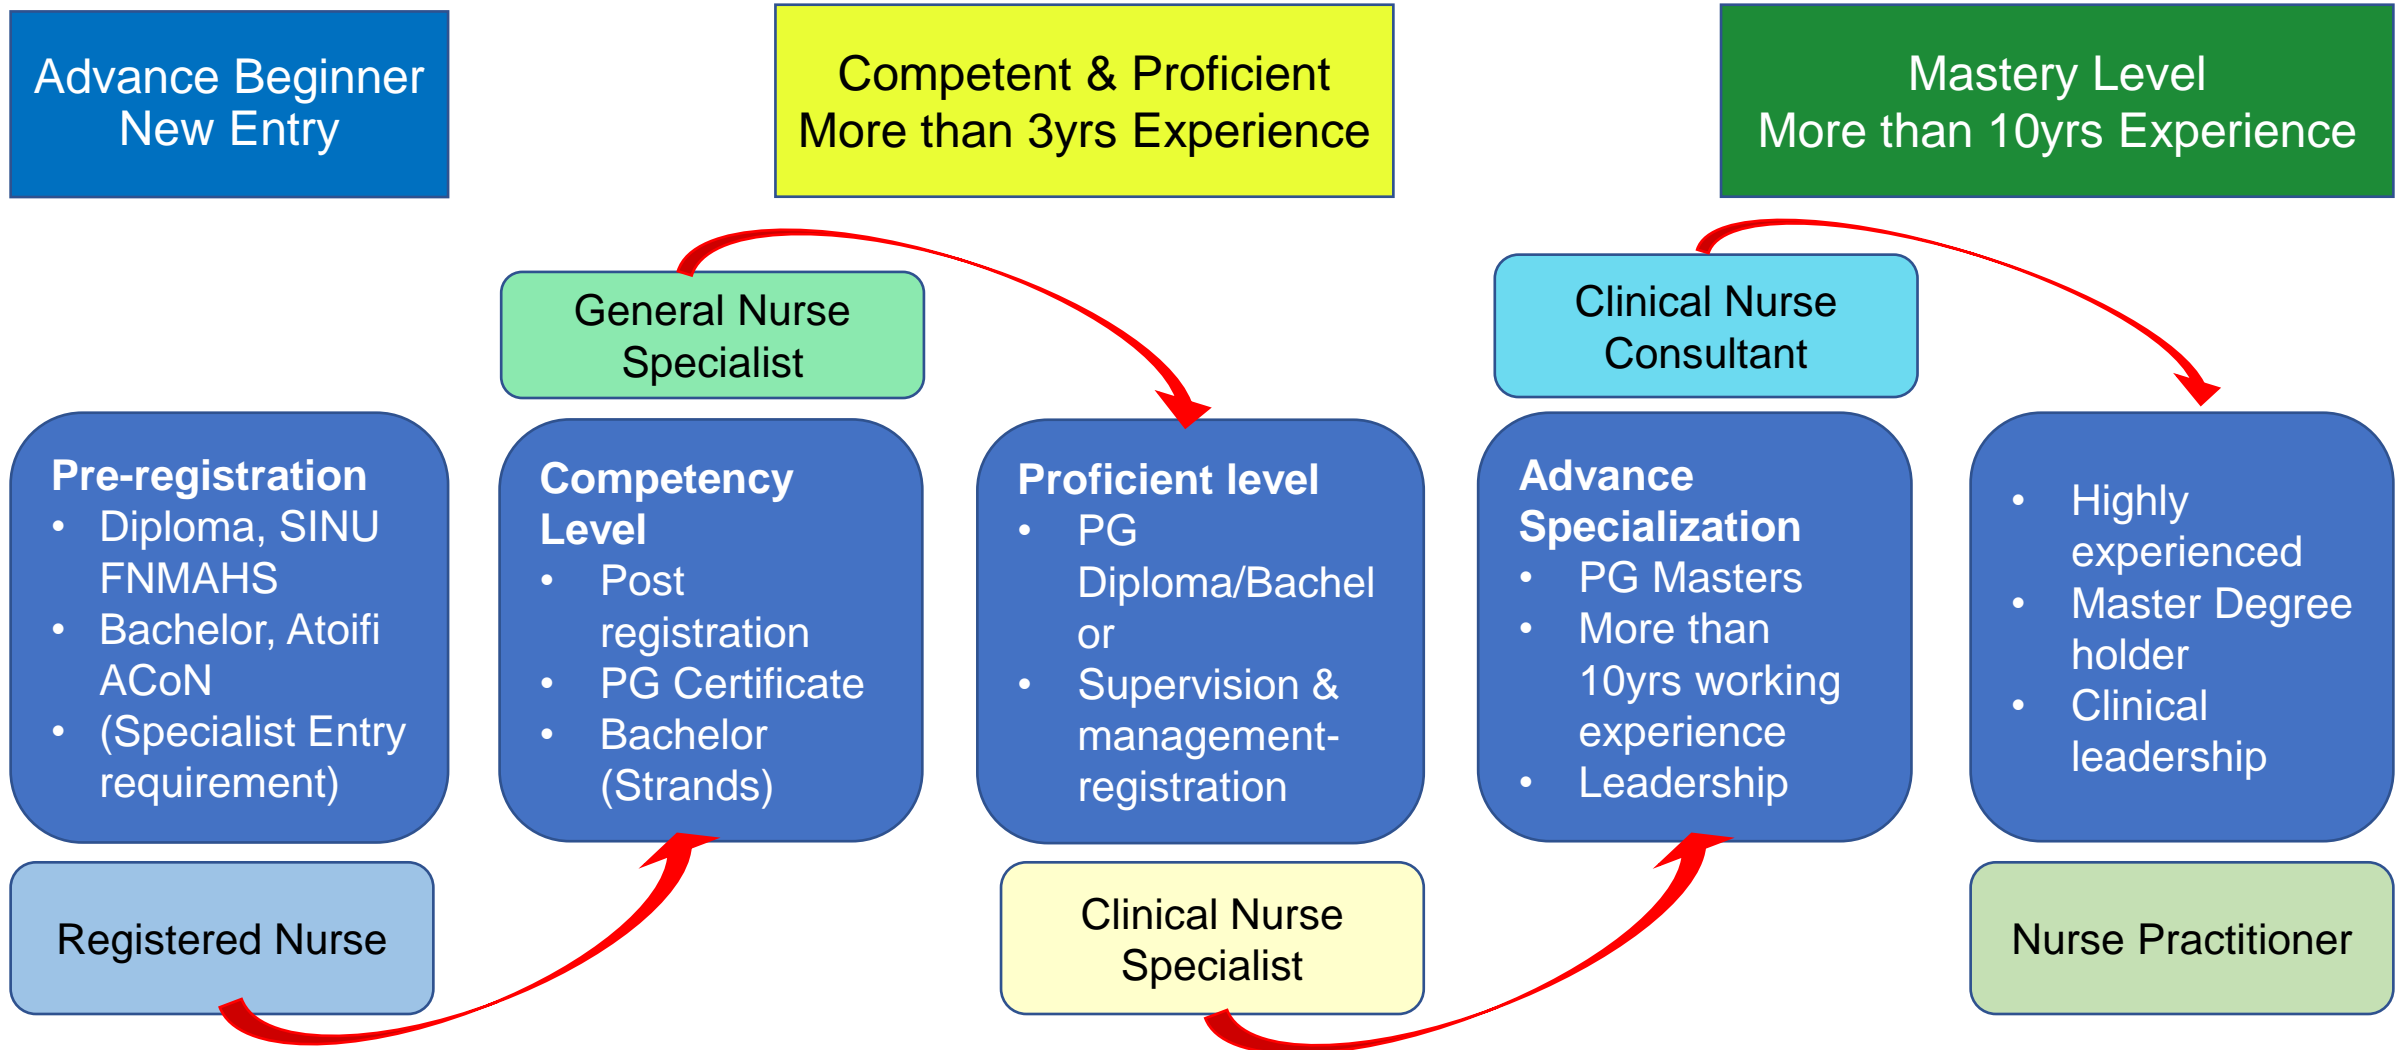 Advance Beginner
New Entry
Competent & Proficient
More than 3yrs Experience
Mastery Level
More than 10yrs Experience
General Nurse
Specialist
Clinical Nurse
Consultant
Pre-registration
• Diploma, SINU
FNMAHS
• Bachelor, Atoifi
ACoN
• (Specialist Entry
requirement)
Competency
Level
• Post
registration
• PG Certificate
• Bachelor
(Strands)
Proficient level
• PG
Diploma/Bachel
or
• Supervision &
management-
registration
Advance
Specialization
• PG Masters
• More than
10yrs working
experience
• Leadership
• Highly
experienced
• Master Degree
holder
• Clinical
leadership
Registered Nurse
Clinical Nurse
Specialist
Nurse Practitioner